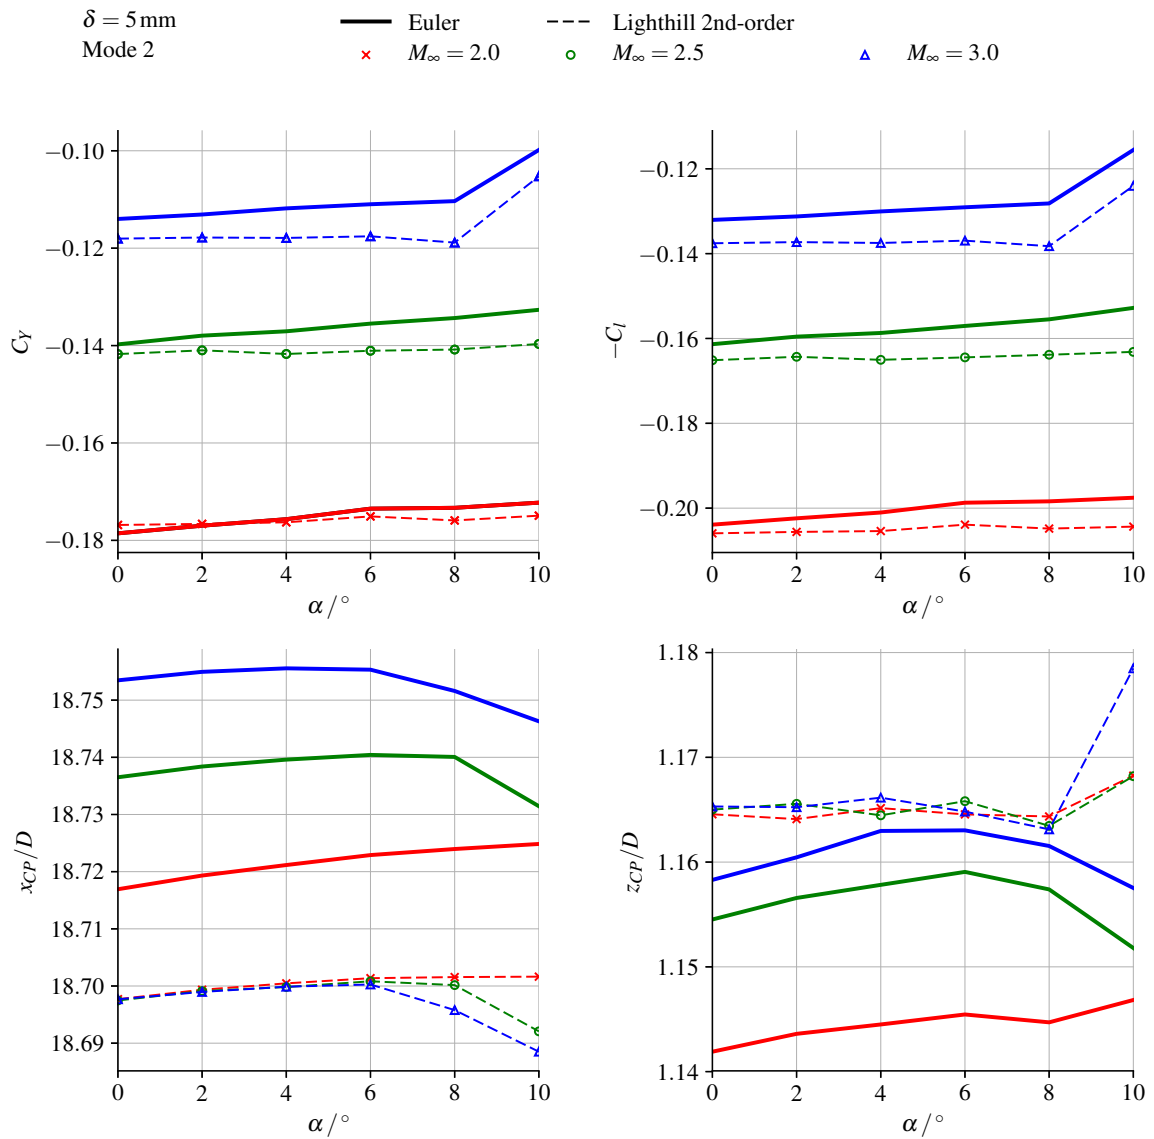 δ = 5 mm
Mode 2
Euler
Lighthill 2nd-order
M∞ = 2.0
M∞ = 2.5
M∞ = 3.0
−0.10
−0.12
−0.14
−0.16
−0.18
C_Y
0 2 4 6 8 10
α/°
−0.12
−0.14
−0.16
−0.18
−0.20
−C_l
0 2 4 6 8 10
α/°
18.75
18.74
18.73
18.72
18.71
18.70
18.69
x_CP/D
0 2 4 6 8 10
α/°
1.18
1.17
1.16
1.15
1.14
z_CP/D
0 2 4 6 8 10
α/°